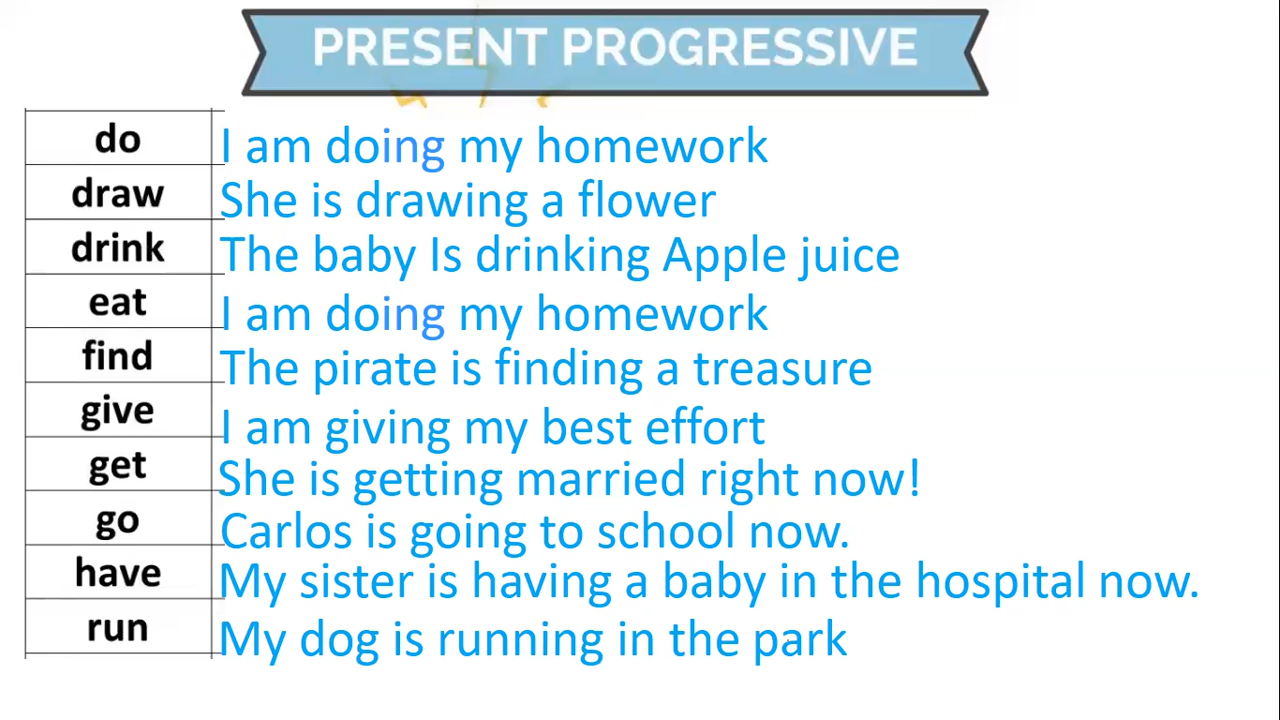 PRESENT PROGRESSIVE
do I am doing my homework
draw She is drawing a flower
drink The baby Is drinking Apple juice
eat I am doing my homework
find The pirate is finding a treasure
give I am giving my best effort
get She is getting married right now!
go Carlos is going to school now.
have My sister is having a baby in the hospital now.
run My dog is running in the park